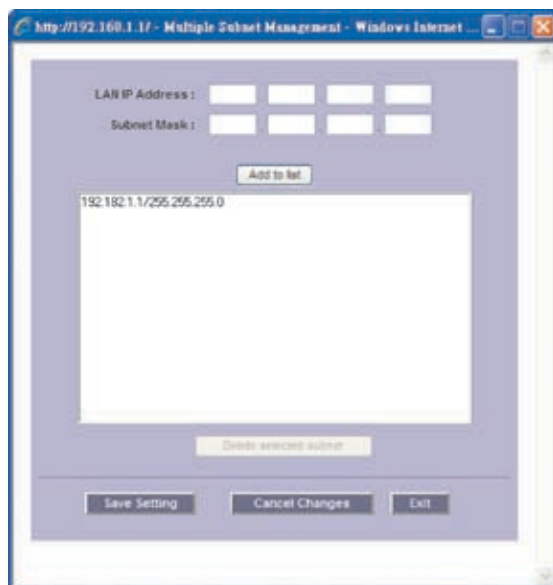 http://192.168.1.1/ - Multiple Subnet Management - Windows Internet ...
LAN IP Address :
Subnet Mask :
Add to list
192.182.1.1/255.255.255.0
Delete selected subnet
Save Setting Cancel Changes Exit